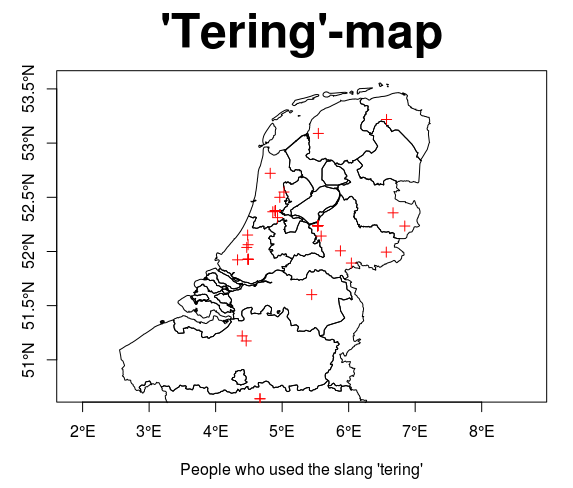 'Tering'-map
53.5°N
53°N
52.5°N
52°N
51.5°N
51°N
2°E 3°E 4°E 5°E 6°E 7°E 8°E
People who used the slang 'tering'